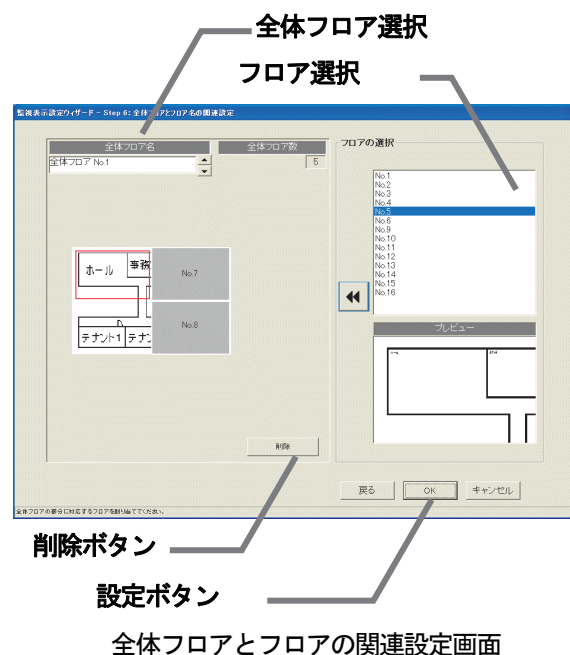 全体フロア選択
フロア選択
監視表示設定ウィザード - Step 6: 全体フロアとフロア名の関連設定
全体フロア名
全体フロア数
フロアの選択
全体フロア No.1
5
No.1
No.2
No.3
No.4
No.5
No.6
No.9
No.10
No.11
No.12
No.13
No.14
No.15
No.16
ホール
事務
No.7
No.8
テナント1
テナン
プレビュー
削除
戻る
OK
キャンセル
全体フロアの部分に対応するフロアを割り当ててください。
削除ボタン
設定ボタン
全体フロアとフロアの関連設定画面